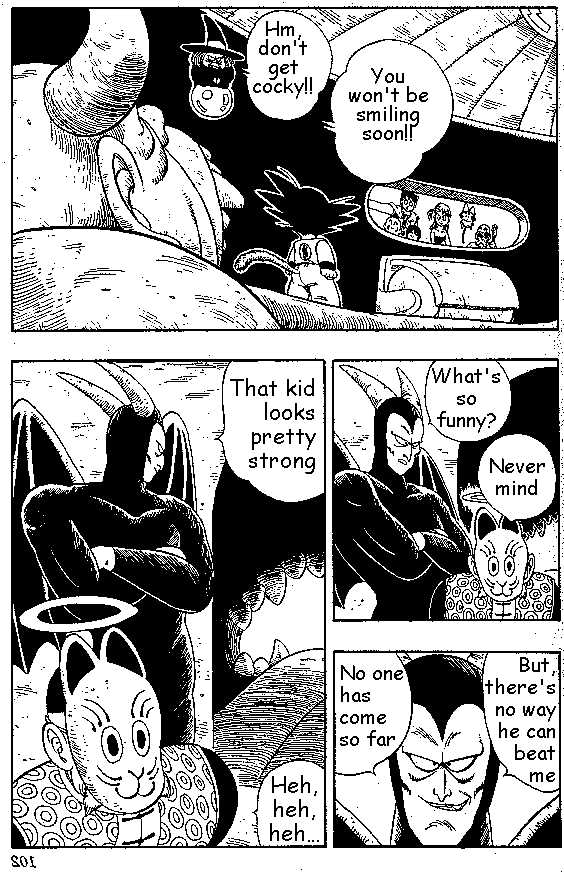 Hm,
don't
get
cocky!!
You
won't be
smiling
soon!!
That kid
looks
pretty
strong
Heh,
heh,
heh...
What's
so
funny?
Never
mind
No one
has
come
so far
But,
there's
no way
he can
beat
me
102